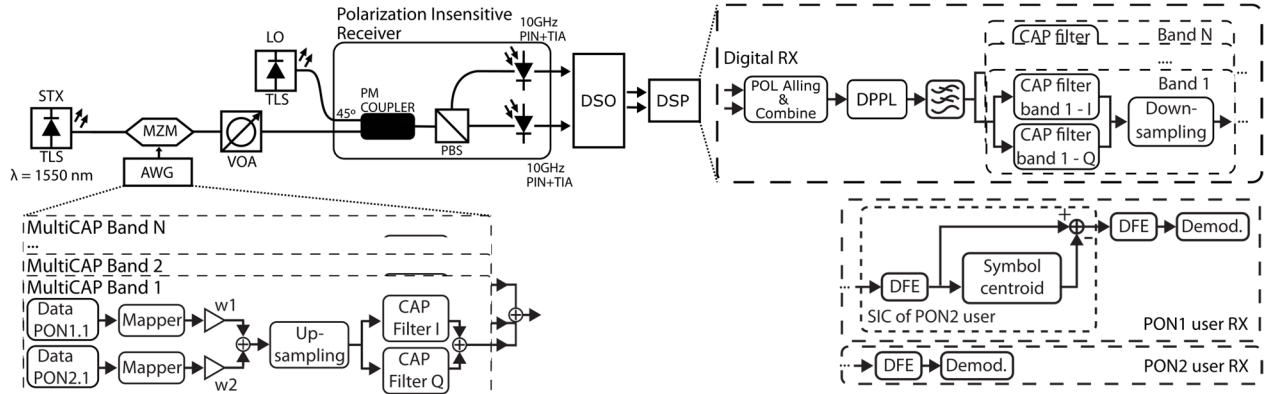 Polarization Insensitive
Receiver
10GHz
PIN+TIA
LO
TLS
STX
TLS
λ = 1550 nm
MZM
AWG
VOA
45º
PM
COUPLER
PBS
10GHz
PIN+TIA
DSO
DSP
Digital RX
POL Alling
&
Combine
DPPL
CAP filter
Band N
....
Band 1
CAP filter
band 1 - I
CAP filter
band 1 - Q
Down-
sampling
...
...
MultiCAP Band N
...
MultiCAP Band 2
MultiCAP Band 1
Data
PON1.1
Mapper
w1
Data
PON2.1
Mapper
w2
Up-
sampling
CAP
Filter I
CAP
Filter Q
...
DFE
Symbol
centroid
+
-
SIC of PON2 user
DFE
Demod.
PON1 user RX
...
DFE
Demod.
PON2 user RX